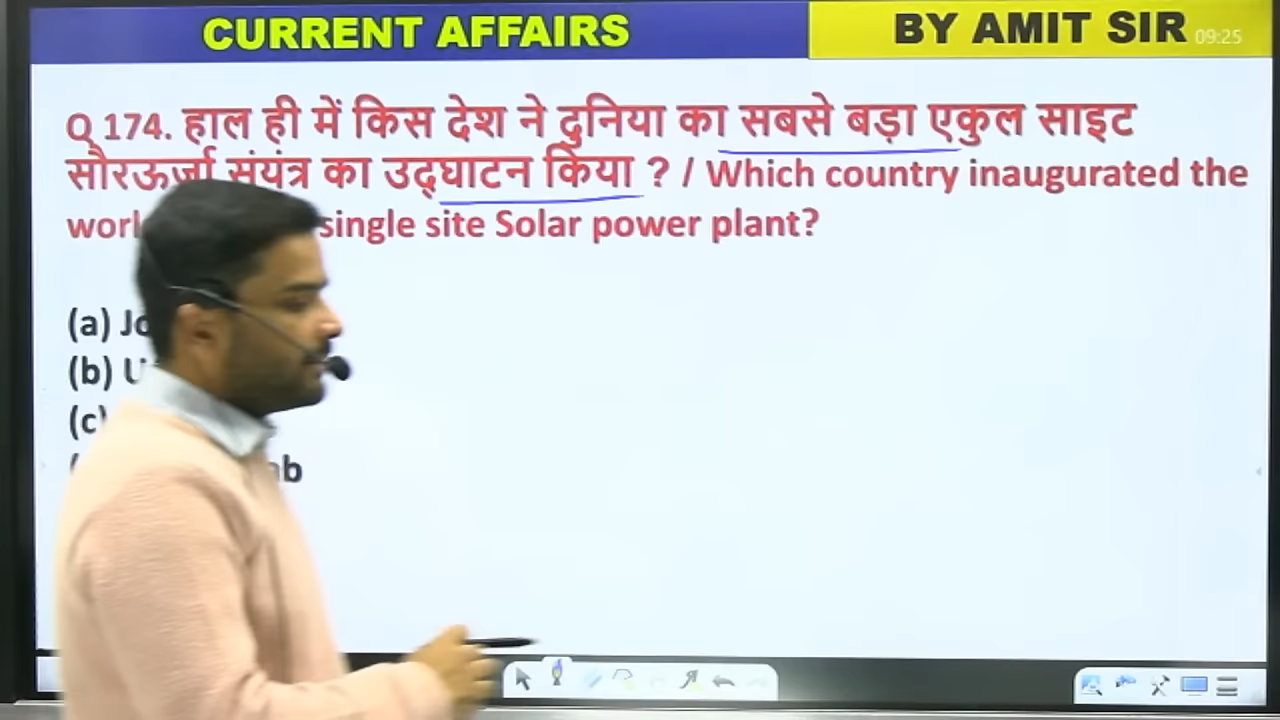 CURRENT AFFAIRS
BY AMIT SIR
09:25
Q 174. हाल ही में किस देश ने दुनिया का सबसे बड़ा एकुल साइट
सौरऊर्जा संयंत्र का उद्घाटन किया ? / Which country inaugurated the
single site Solar power plant?
(a)
(b)
(c)